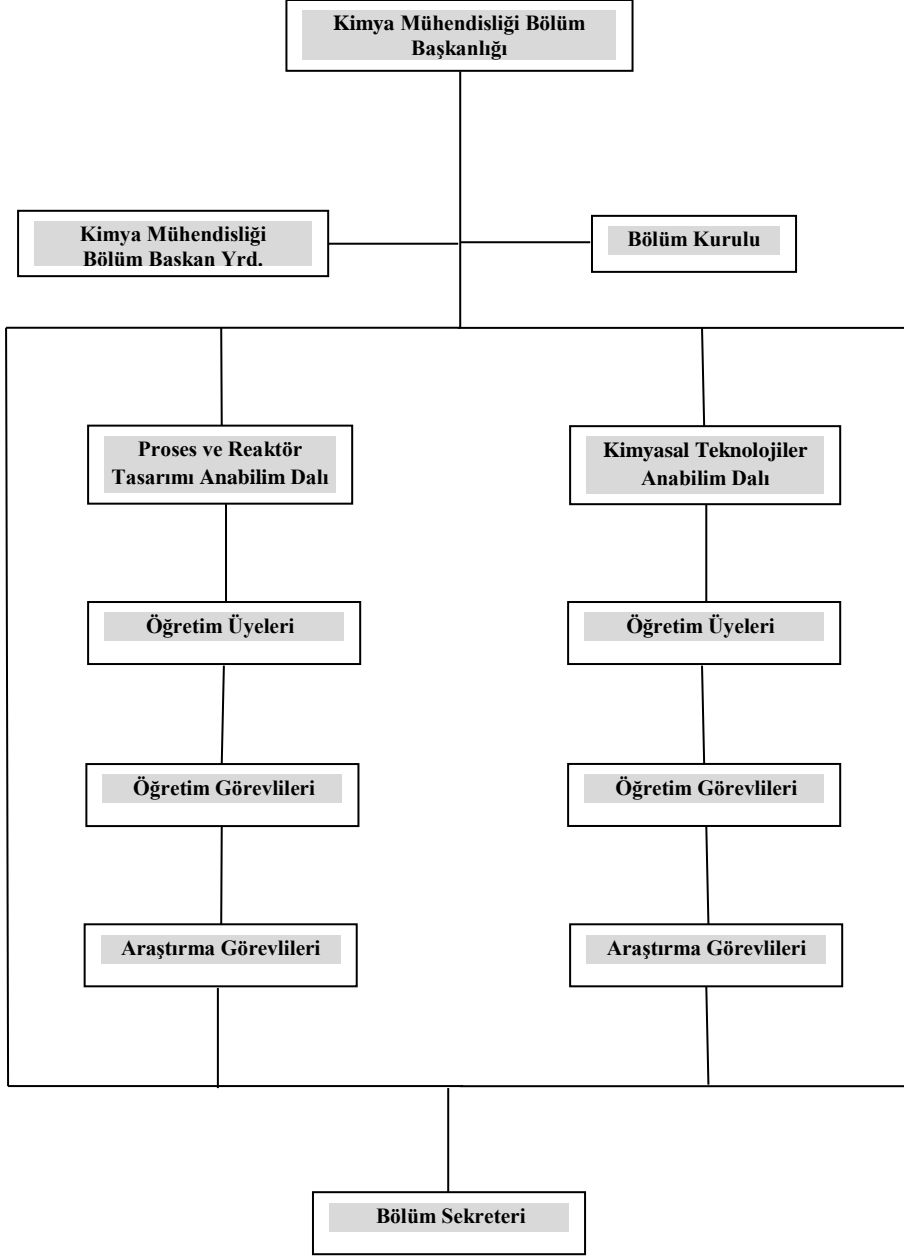 Kimya Mühendisliği Bölüm
Başkanlığı
Kimya Mühendisliği
Bölüm Baskan Yrd.
Bölüm Kurulu
Proses ve Reaktör
Tasarımı Anabilim Dalı
Kimyasal Teknolojiler
Anabilim Dalı
Öğretim Üyeleri
Öğretim Üyeleri
Öğretim Görevlileri
Öğretim Görevlileri
Araştırma Görevlileri
Araştırma Görevlileri
Bölüm Sekreteri